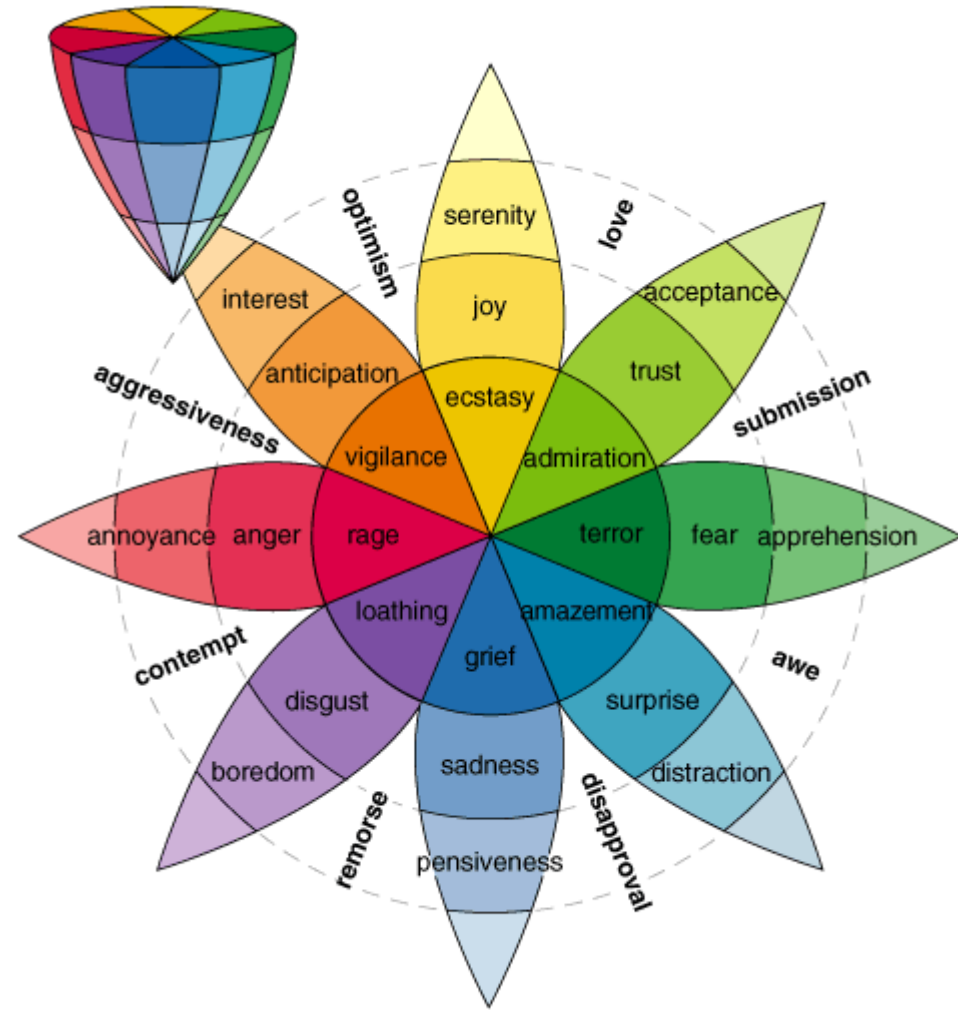 optimism
serenity
love
interest
joy
acceptance
anticipation
trust
aggressiveness
ecstasy
submission
vigilance
admiration
annoyance
anger
rage
terror
fear
apprehension
loathing
amazement
contempt
grief
awe
disgust
surprise
boredom
sadness
distraction
remorse
disapproval
pensiveness